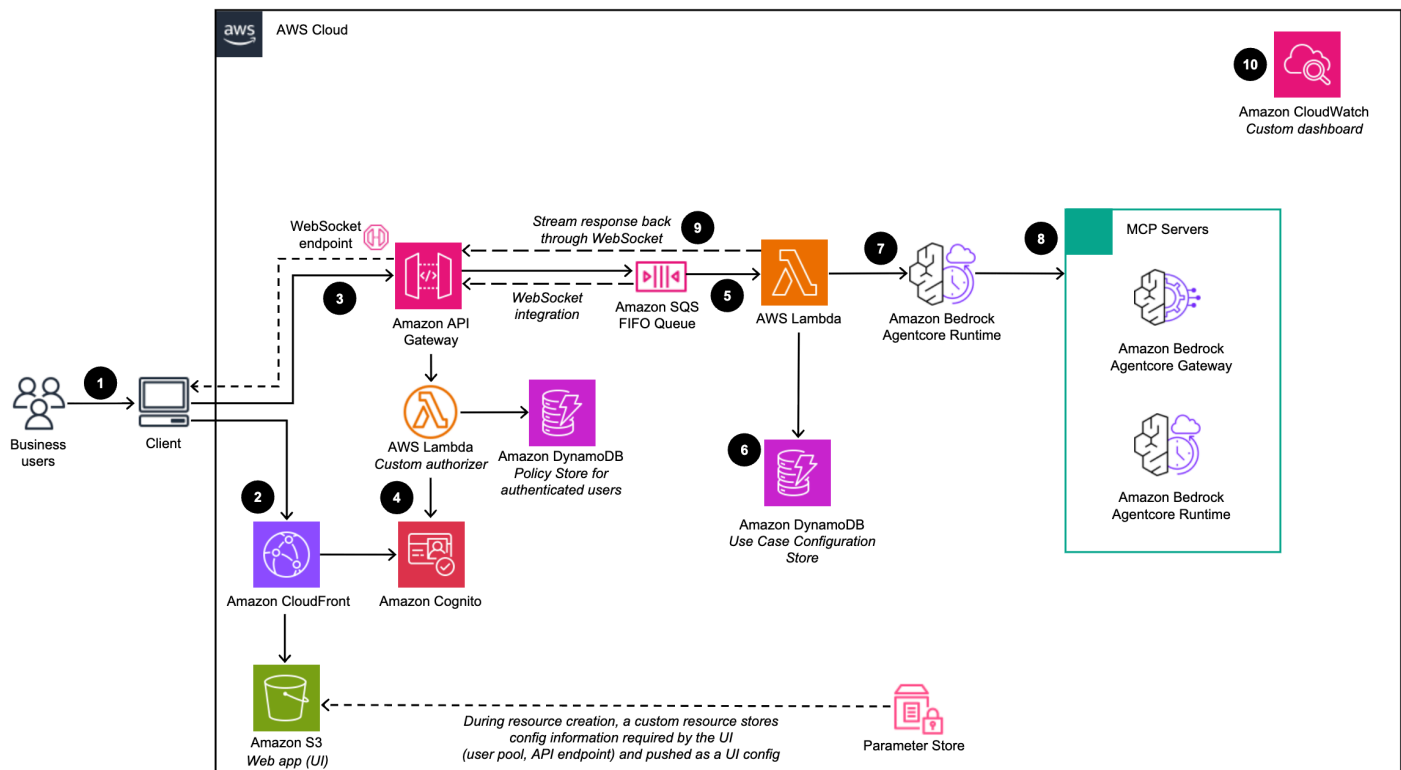 aws
AWS Cloud
10
Amazon CloudWatch
Custom dashboard
WebSocket
endpoint
Stream response back
through WebSocket
9
3
Amazon API
Gateway
WebSocket
integration
Amazon SQS
FIFO Queue
5
AWS Lambda
7
Amazon Bedrock
Agentcore Runtime
8
MCP Servers
Amazon Bedrock
Agentcore Gateway
Amazon Bedrock
Agentcore Runtime
1
Business
users
Client
AWS Lambda
Custom authorizer
Amazon DynamoDB
Policy Store for
authenticated users
6
Amazon DynamoDB
Use Case Configuration
Store
2
4
Amazon CloudFront
Amazon Cognito
Amazon S3
Web app (UI)
During resource creation, a custom resource stores
config information required by the UI
(user pool, API endpoint) and pushed as a UI config
Parameter Store